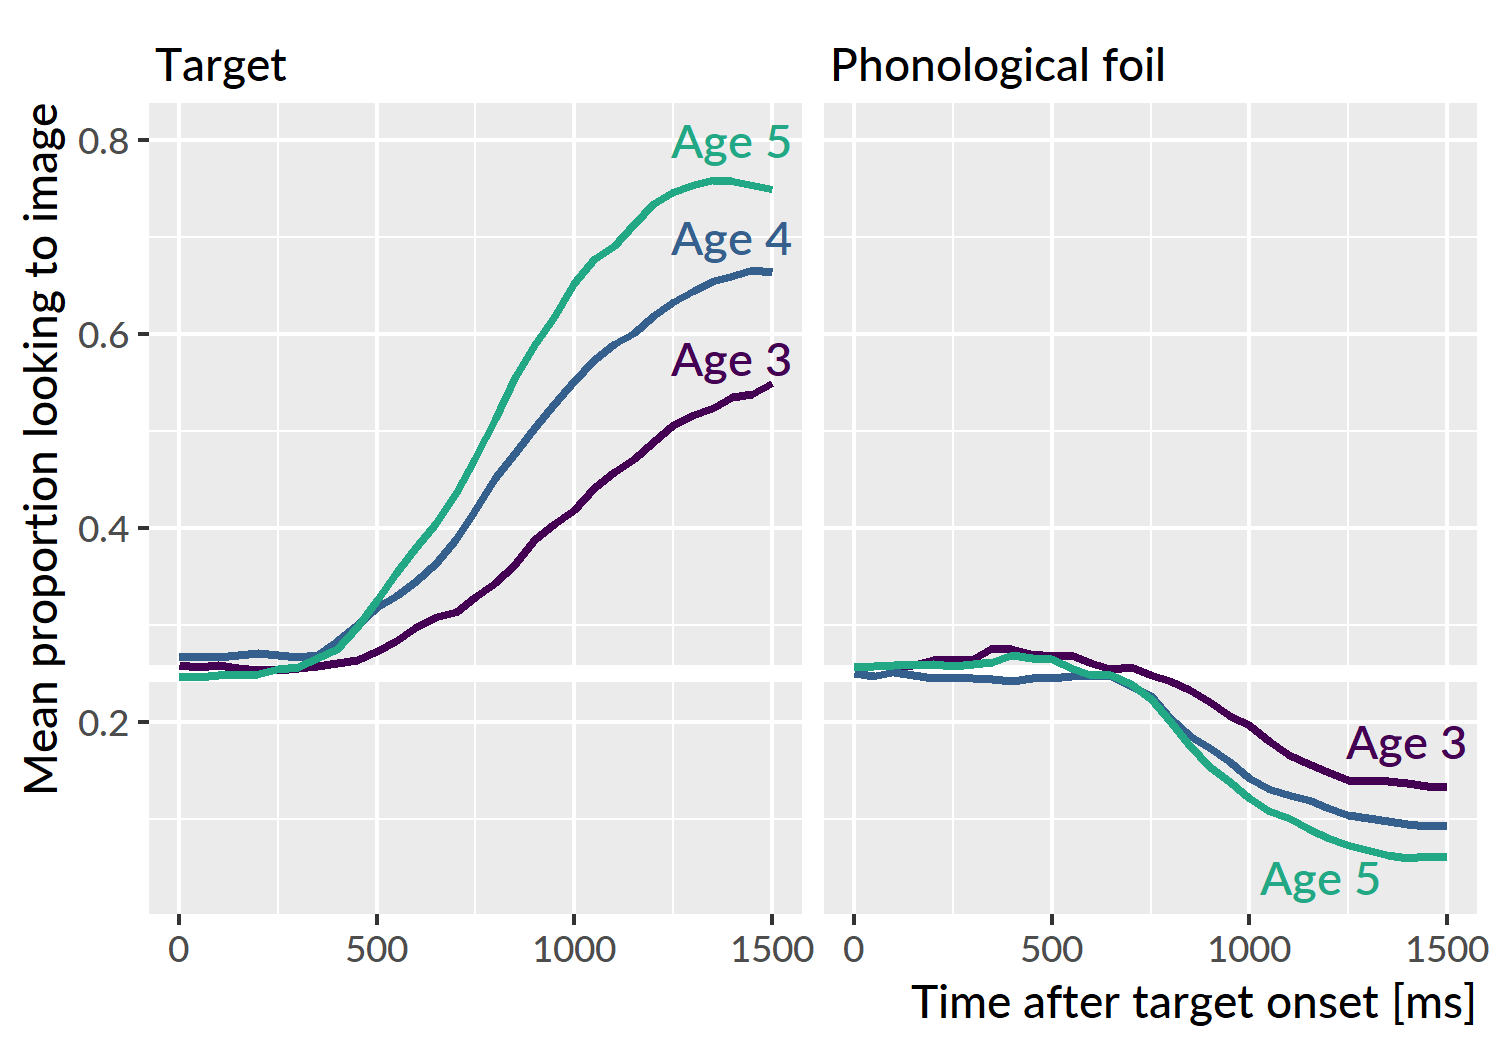 Target
Phonological foil
Mean proportion looking to image
0.8
0.6
0.4
0.2
Age 5
Age 4
Age 3
Age 3
Age 5
0 500 1000 1500
0 500 1000 1500
Time after target onset [ms]